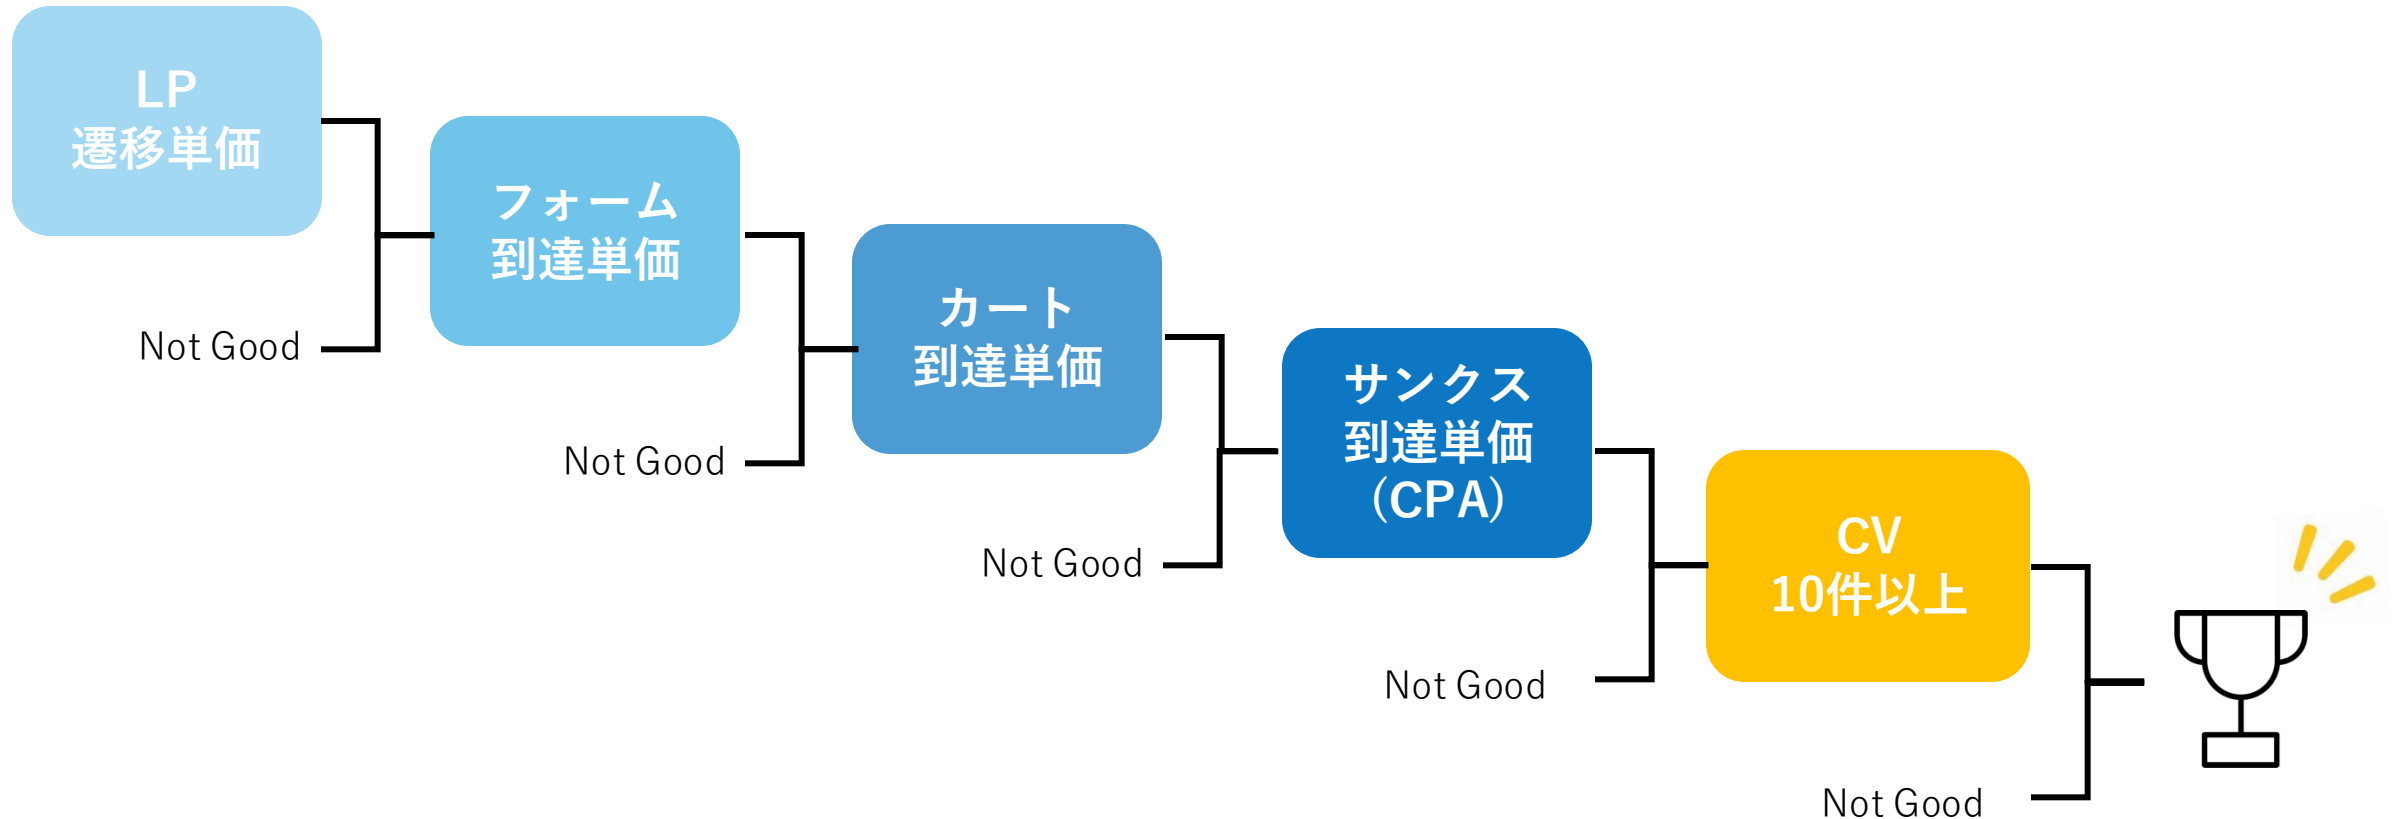 LP
遷移単価
Not Good
フォーム
到達単価
Not Good
カート
到達単価
Not Good
サンクス
到達単価
（CPA）
Not Good
CV
10件以上
Not Good